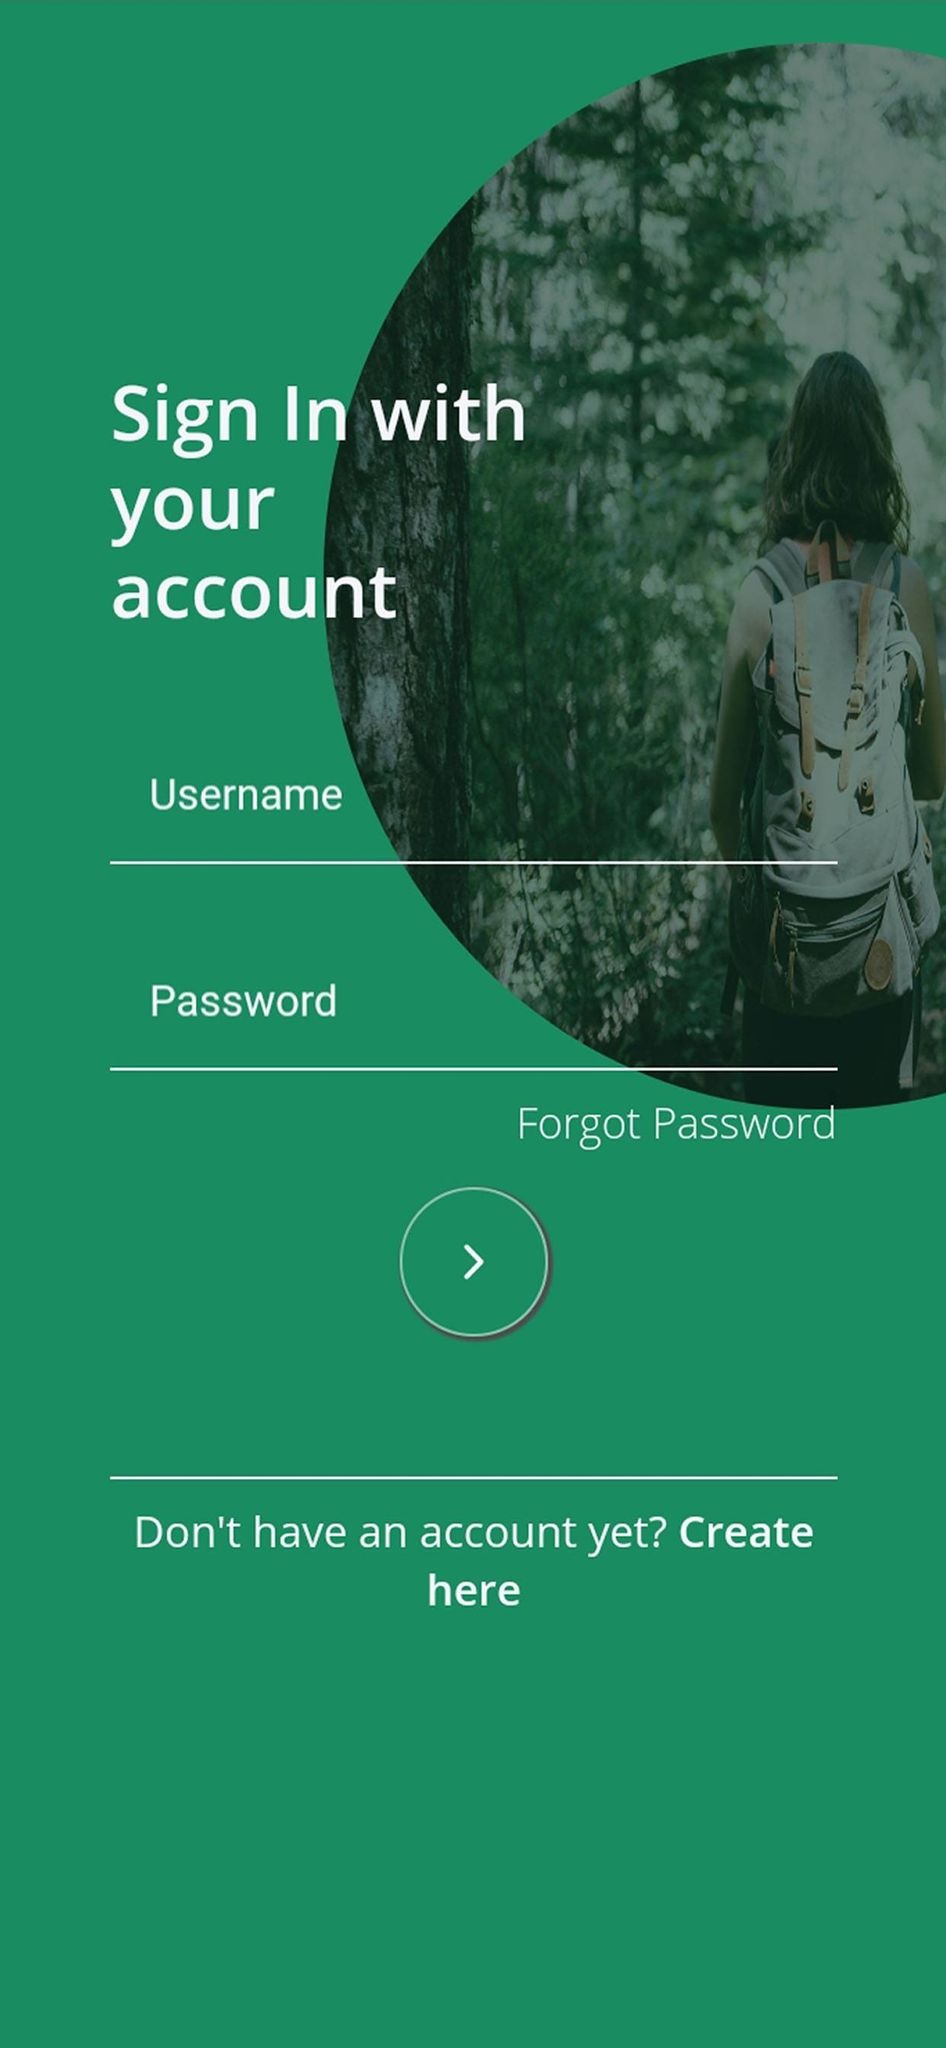 Sign In with
your
account
Username
Password
Forgot Password
Don't have an account yet? Create
here